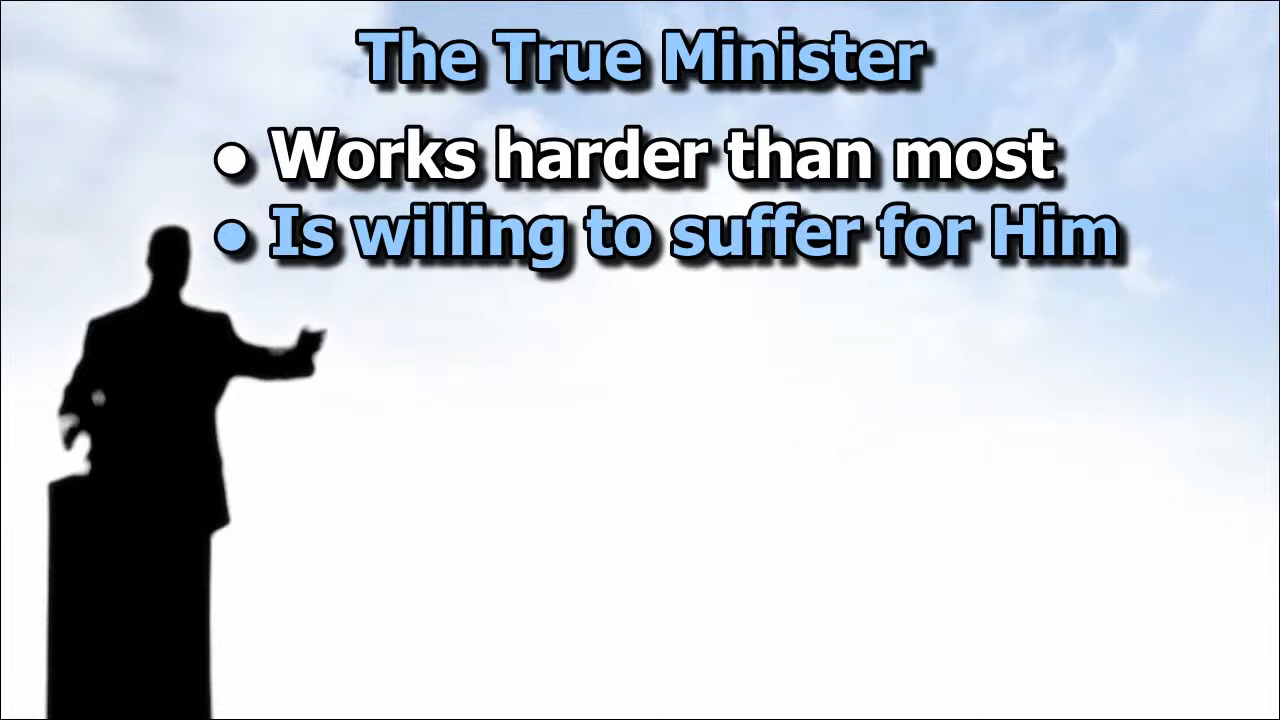 The True Minister
● Works harder than most
● Is willing to suffer for Him